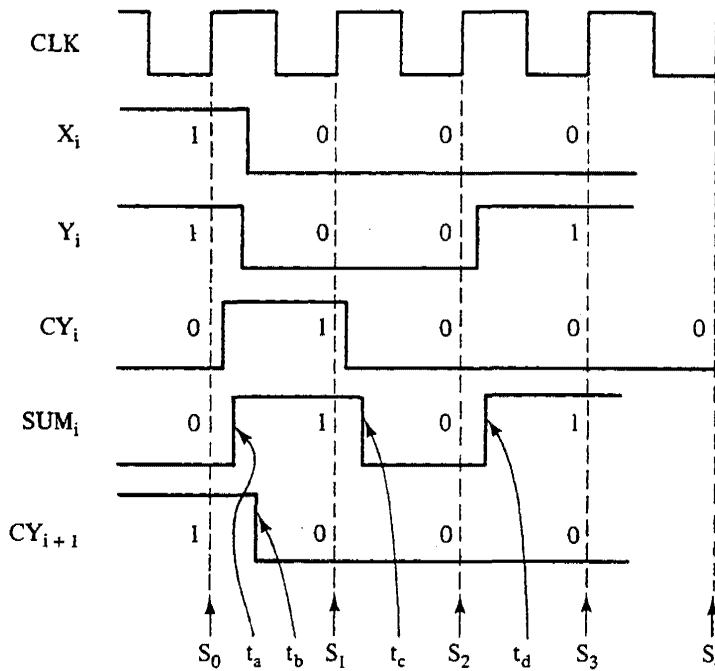 CLK
X_i 1 0 0 0
Y_i 1 0 0 1
CY_i 0 1 0 0 0
SUM_i 0 1 0 1
CY_{i+1} 1 0 0 0
S_0 t_a t_b S_1 t_c S_2 t_d S_3 S